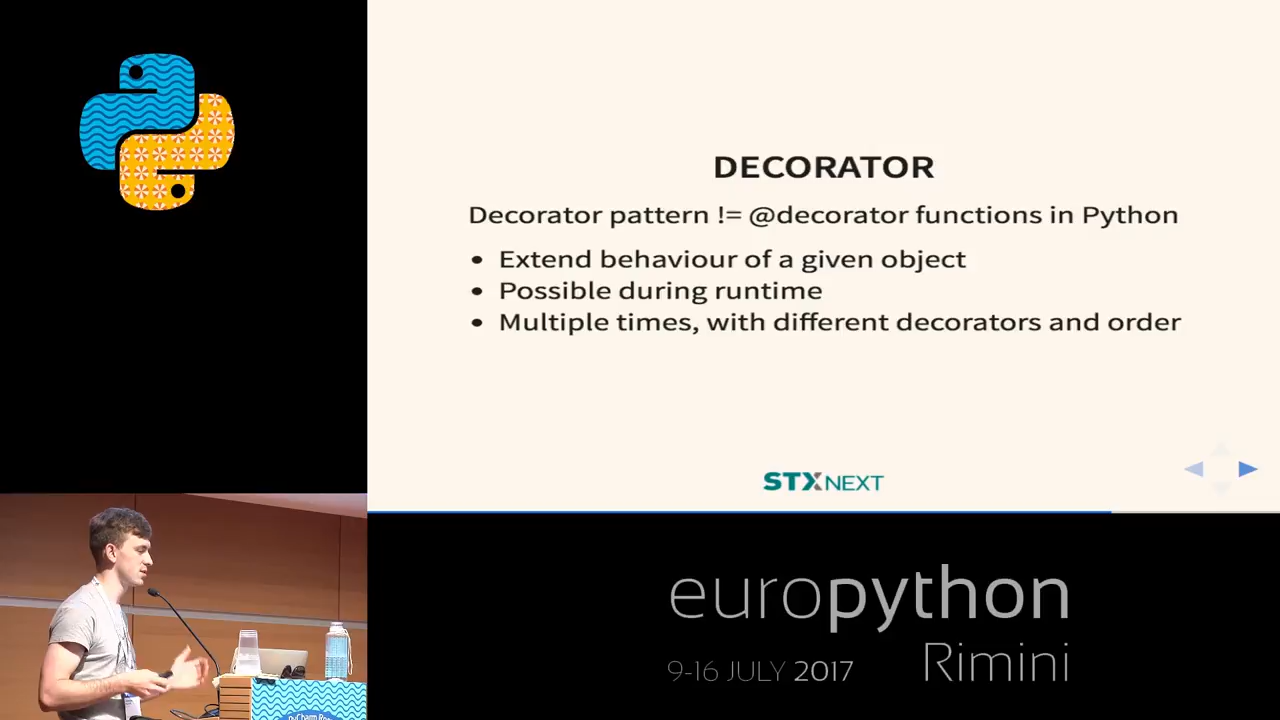 DECORATOR
Decorator pattern != @decorator functions in Python
• Extend behaviour of a given object
• Possible during runtime
• Multiple times, with different decorators and order
STX NEXT
europython
9-16 JULY 2017
Rimini